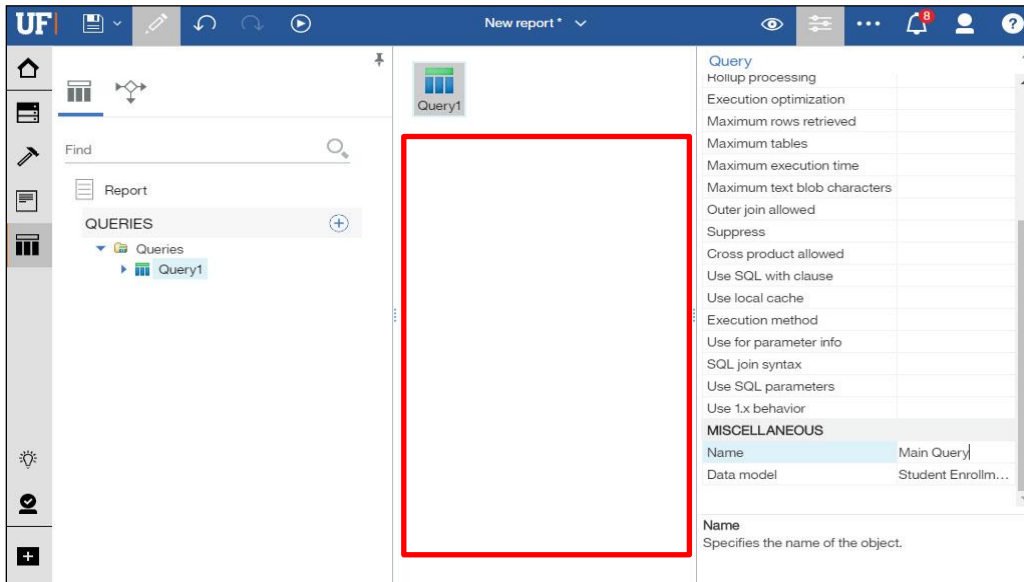 UF
New report *
8
?
Find
Report
QUERIES
Queries
Query1
Query1
Query
Rollup processing
Execution optimization
Maximum rows retrieved
Maximum tables
Maximum execution time
Maximum text blob characters
Outer join allowed
Suppress
Cross product allowed
Use SQL with clause
Use local cache
Execution method
Use for parameter info
SQL join syntax
Use SQL parameters
Use 1.x behavior
MISCELLANEOUS
Name Main Query
Data model Student Enrollm...
Name
Specifies the name of the object.